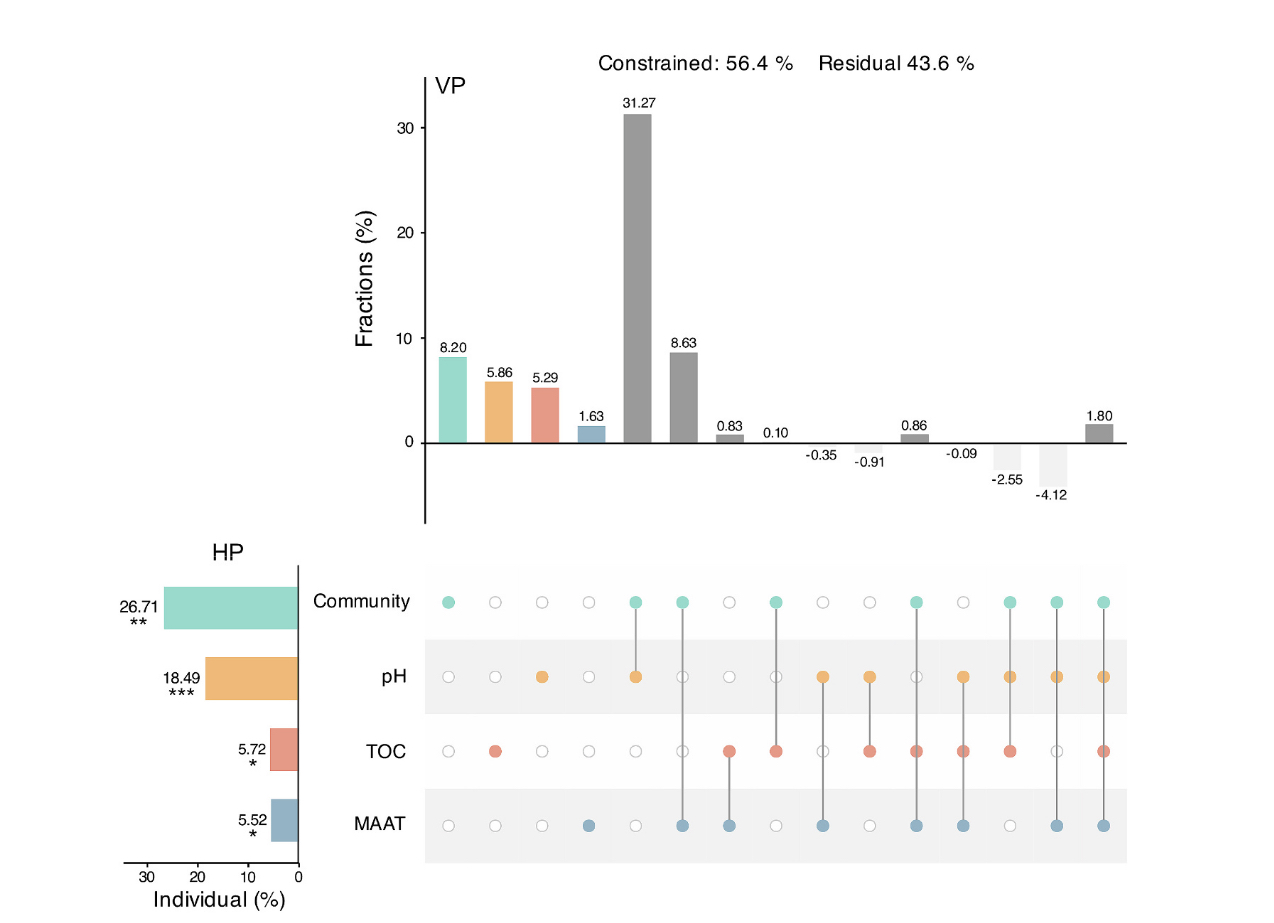 Constrained: 56.4 % Residual 43.6 %
VP
Fractions (%)
30
20
10
0
8.20
5.86
5.29
1.63
31.27
8.63
0.83
0.10
-0.35
-0.91
0.86
-0.09
-2.55
-4.12
1.80
HP
26.71
**
18.49
***
5.72
*
5.52
*
Community
pH
TOC
MAAT
30 20 10 0
Individual (%)